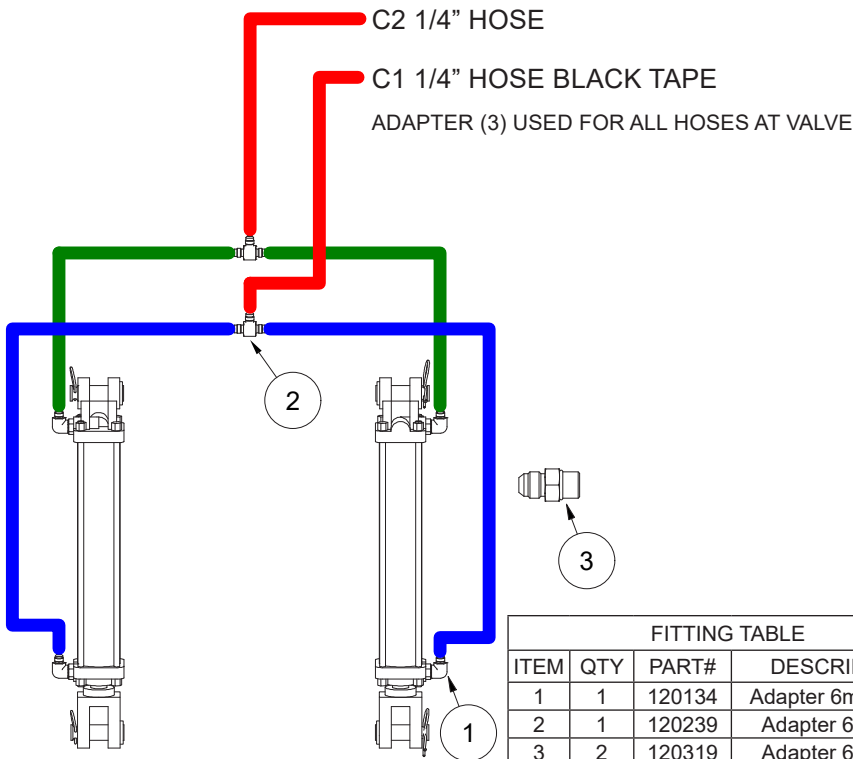 C2 1/4” HOSE
C1 1/4” HOSE BLACK TAPE
ADAPTER (3) USED FOR ALL HOSES AT VALVE
2
3
1
FITTING TABLE
ITEM QTY PART#
1 1 120134 Adapter
2 1 120239 Adapter
3 2 120319 Adapter